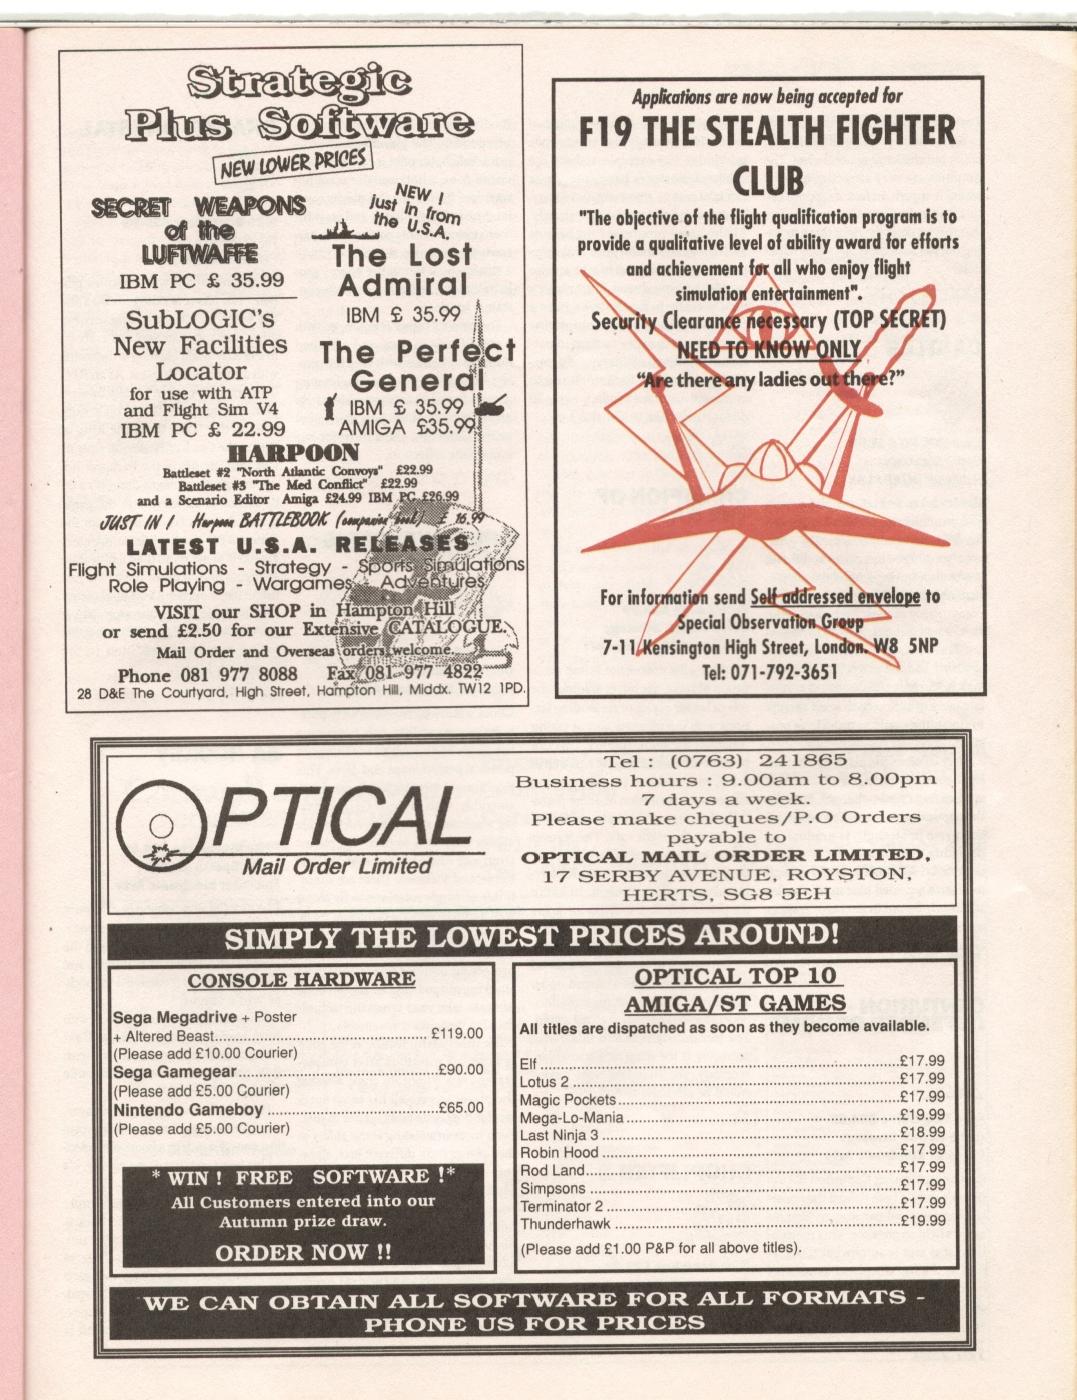 Strategic
Plus Software
NEW LOWER PRICES
SECRET WEAPONS
of the
LUFTWAFFE
IBM PC £ 35.99
SubLOGIC's
New Facilities
Locator
for use with ATP
and Flight Sim V4
IBM PC £ 22.99
NEW !
just in from
the U.S.A.
The Lost
Admiral
IBM £ 35.99
The Perfect
General
IBM £ 35.99
AMIGA £35.99
HARPOON
Battleset #2 "North Atlantic Convoys" £22.99
Battleset #3 "The Med Conflict" £22.99
and a Scenario Editor Amiga £24.99 IBM PC £26.99
JUST IN ! Harpoon BATTLEBOOK (companion book) £ 16.99
LATEST U.S.A. RELEASES
Flight Simulations - Strategy - Sports Simulations
Role Playing - Wargames - Adventures
VISIT our SHOP in Hampton Hill
or send £2.50 for our Extensive CATALOGUE.
Mail Order and Overseas orders welcome.
Phone 081 977 8088 Fax 081 977 4822
28 D&E The Courtyard, High Street, Hampton Hill, Middx. TW12 1PD.
Applications are now being accepted for
F19 THE STEALTH FIGHTER
CLUB
"The objective of the flight qualification program is to
provide a qualitative level of ability award for efforts
and achievement for all who enjoy flight
simulation entertainment".
Security Clearance necessary (TOP SECRET)
NEED TO KNOW ONLY
"Are there any ladies out there?"
For information send Self addressed envelope to
Special Observation Group
7-11 Kensington High Street, London. W8 5NP
Tel: 071-792-3651
OPTICAL
Mail Order Limited
Tel : (0763) 241865
Business hours : 9.00am to 8.00pm
7 days a week.
Please make cheques/P.O Orders
payable to
OPTICAL MAIL ORDER LIMITED,
17 SERBY AVENUE, ROYSTON,
HERTS, SG8 5EH
SIMPLY THE LOWEST PRICES AROUND!
CONSOLE HARDWARE
Sega Megadrive + Poster
+ Altered Beast.................................................. £119.00
(Please add £10.00 Courier)
Sega Gamegear...............................................£90.00
(Please add £5.00 Courier)
Nintendo Gameboy ........................................£65.00
(Please add £5.00 Courier)
* WIN ! FREE SOFTWARE !*
All Customers entered into our
Autumn prize draw.
ORDER NOW !!
OPTICAL TOP 10
AMIGA/ST GAMES
All titles are dispatched as soon as they become available.
Elf ....................................................................................£17.99
Lotus 2 .............................................................................£17.99
Magic Pockets..................................................................£17.99
Mega-Lo-Mania ................................................................£19.99
Last Ninja 3 ......................................................................£18.99
Robin Hood ......................................................................£17.99
Rod Land..........................................................................£17.99
Simpsons .........................................................................£17.99
Terminator 2 .....................................................................£17.99
Thunderhawk ...................................................................£19.99
(Please add £1.00 P&P for all above titles).
WE CAN OBTAIN ALL SOFTWARE FOR ALL FORMATS -
PHONE US FOR PRICES